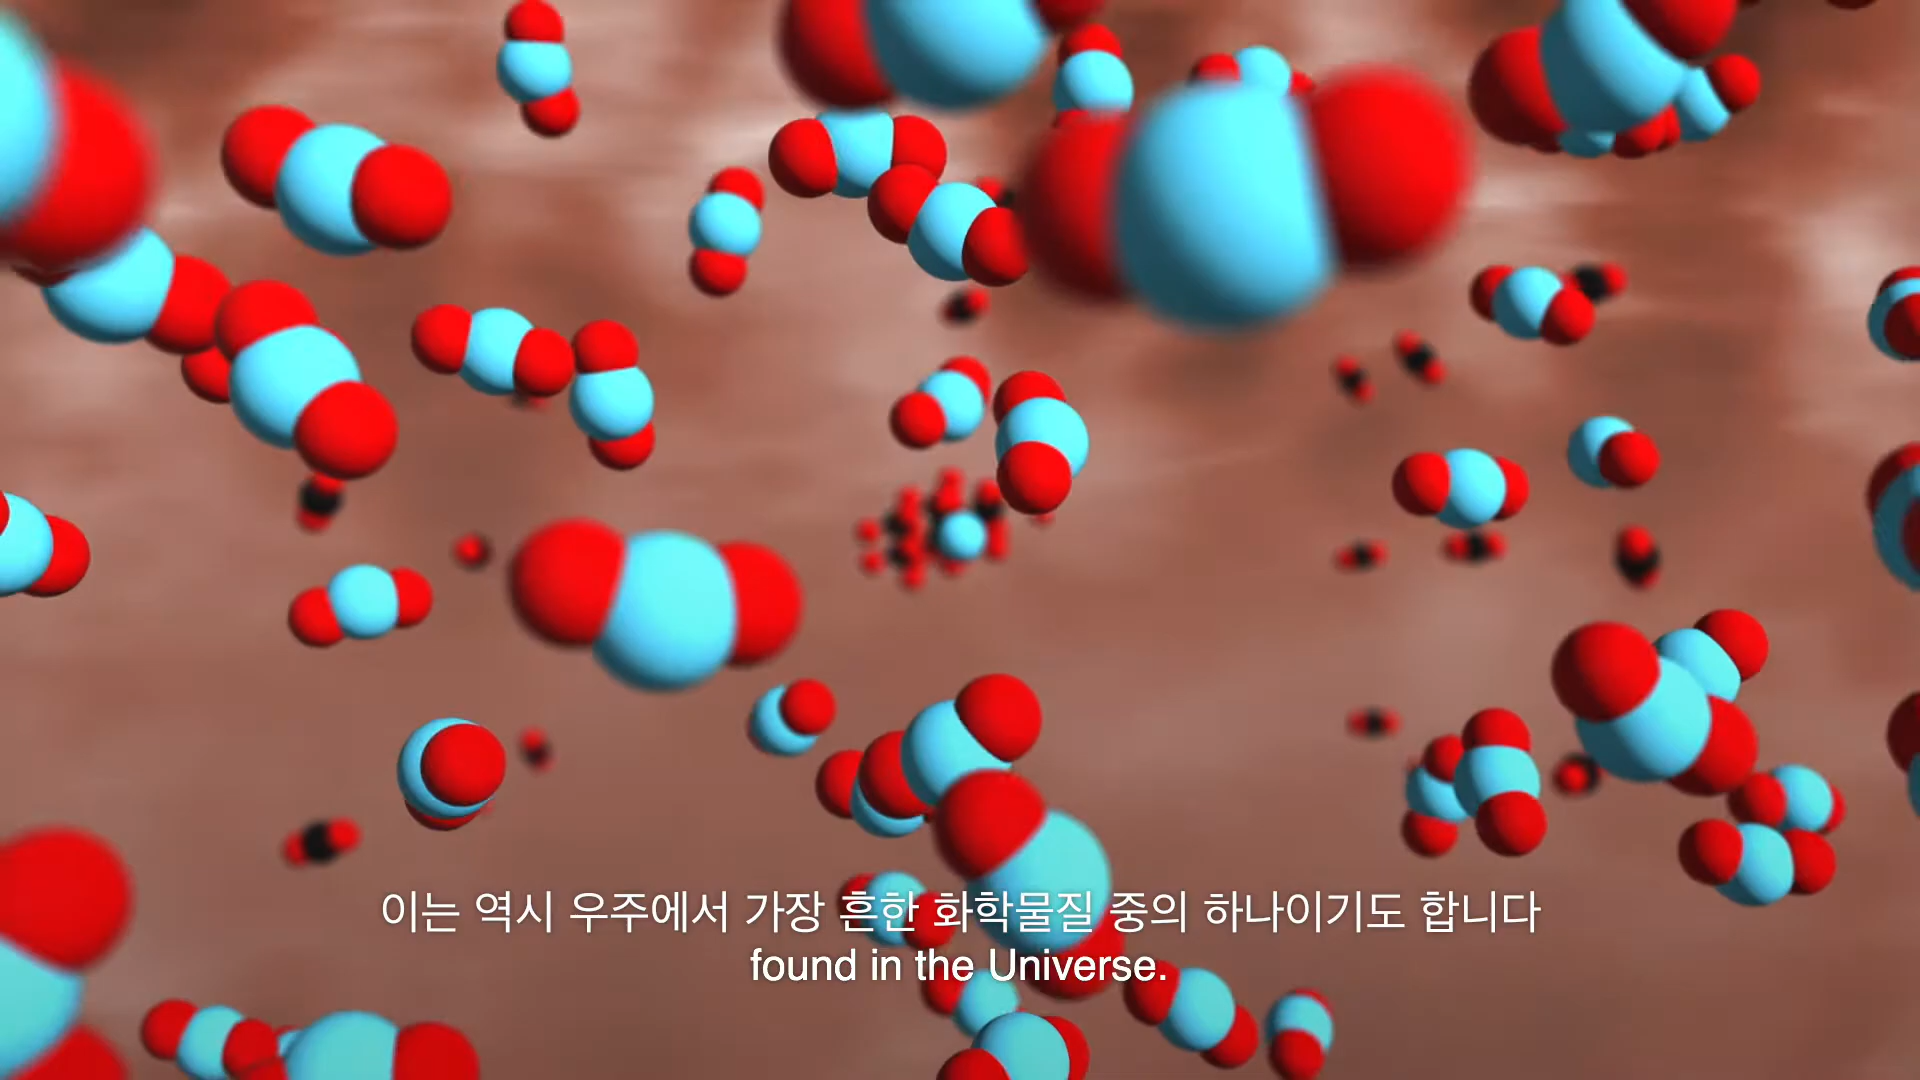 이는 역시 우주에서 가장 흔한 화학물질 중의 하나이기도 합니다
found in the Universe.